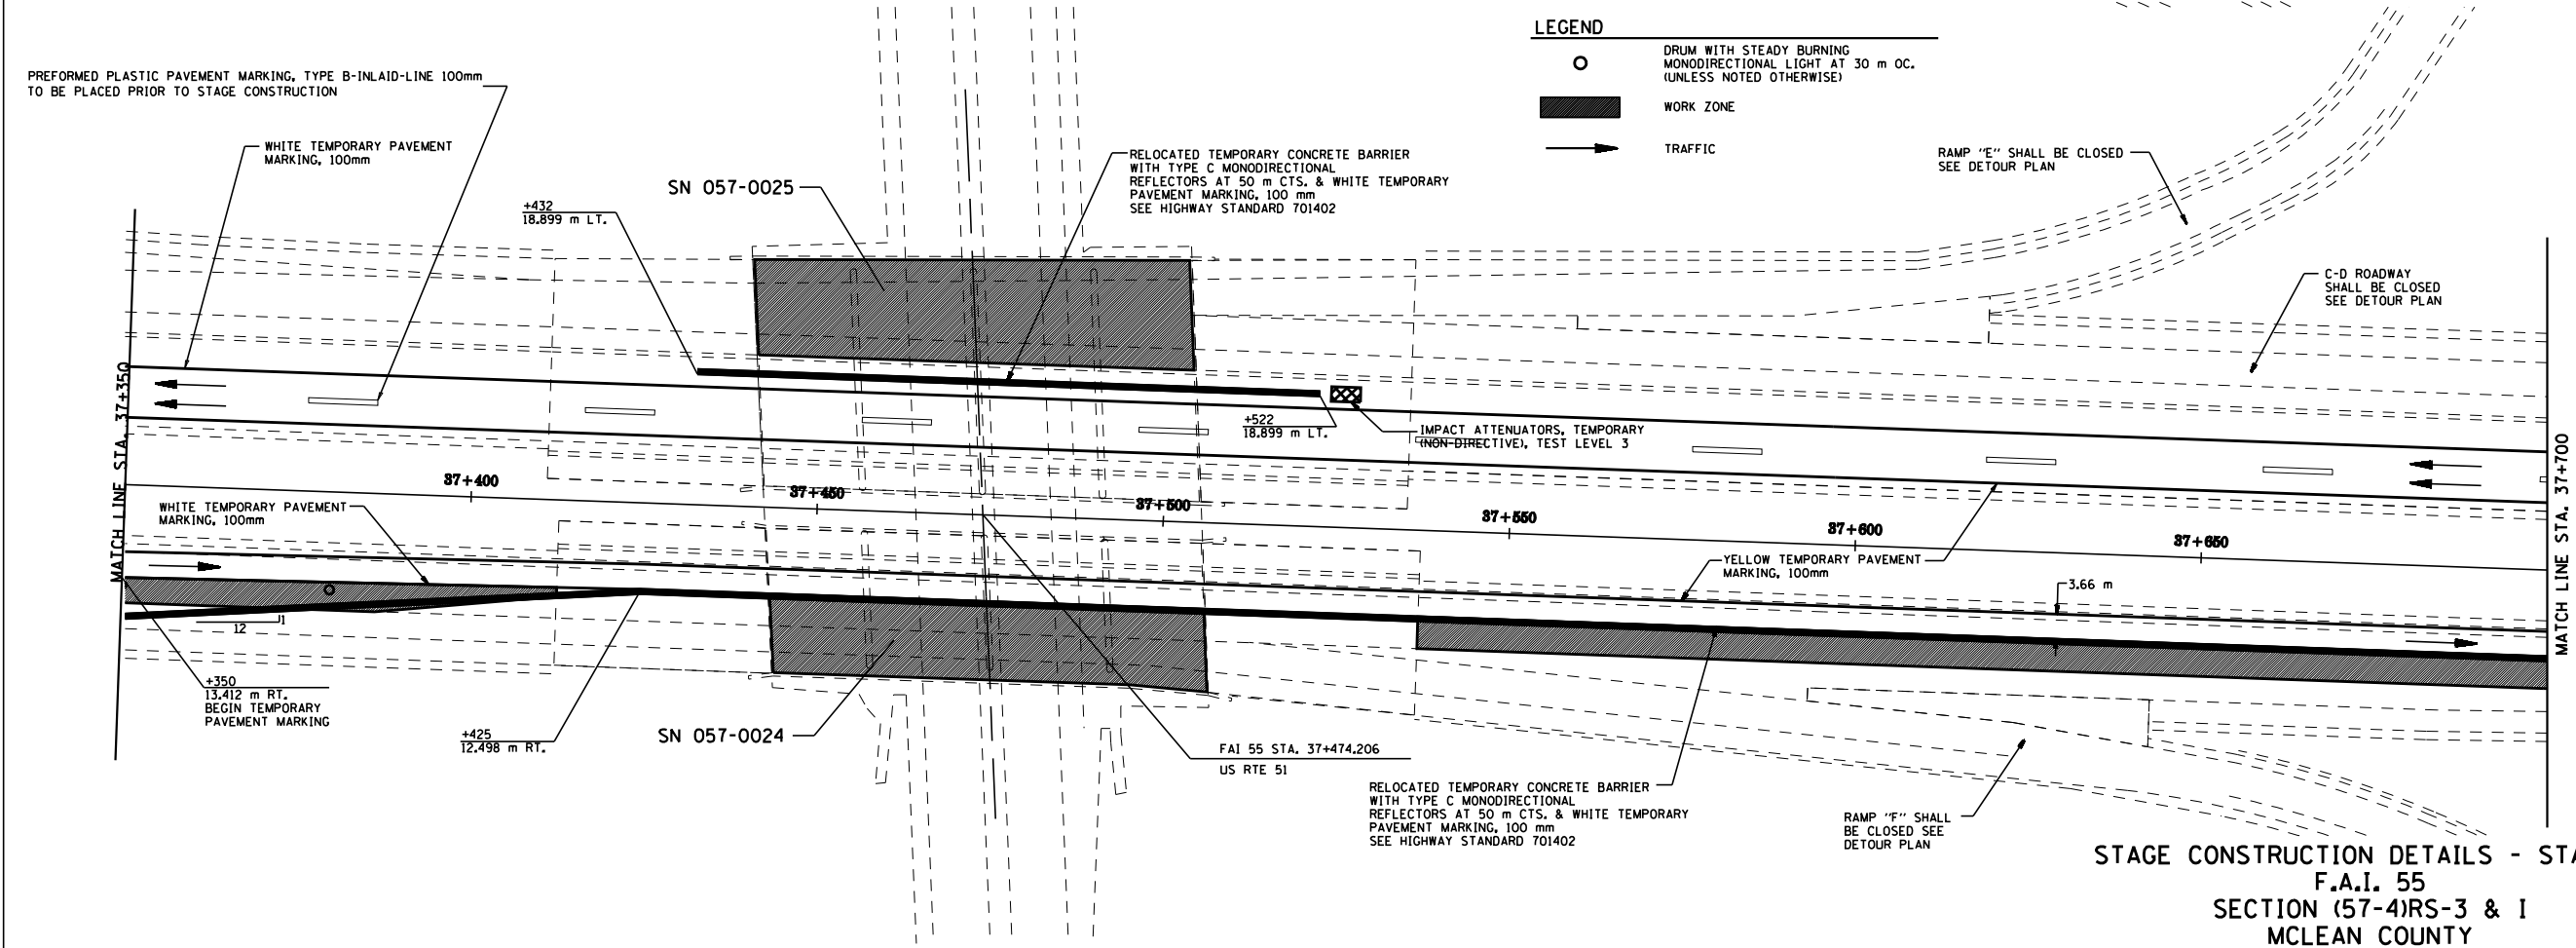 LEGEND
DRUM WITH STEADY BURNING
MONODIRECTIONAL LIGHT AT 30 m OC.
(UNLESS NOTED OTHERWISE)
WORK ZONE
TRAFFIC
PREFORMED PLASTIC PAVEMENT MARKING, TYPE B-INLAID-LINE 100mm
TO BE PLACED PRIOR TO STAGE CONSTRUCTION
WHITE TEMPORARY PAVEMENT
MARKING, 100mm
+432
18.899 m LT.
SN 057-0025
RELOCATED TEMPORARY CONCRETE BARRIER
WITH TYPE C MONODIRECTIONAL
REFLECTORS AT 50 m CTS. & WHITE TEMPORARY
PAVEMENT MARKING, 100 mm
SEE HIGHWAY STANDARD 701402
RAMP "E" SHALL BE CLOSED
SEE DETOUR PLAN
C-D ROADWAY
SHALL BE CLOSED
SEE DETOUR PLAN
MATCH LINE STA. 37+350
+522
18.899 m LT.
IMPACT ATTENUATORS, TEMPORARY
(NON-DIRECTIVE), TEST LEVEL 3
MATCH LINE STA. 37+700
37+400
37+450
37+500
37+550
37+600
37+650
WHITE TEMPORARY PAVEMENT
MARKING, 100mm
YELLOW TEMPORARY PAVEMENT
MARKING, 100mm
3.66 m
1
12
+350
13.412 m RT.
BEGIN TEMPORARY
PAVEMENT MARKING
+425
12.498 m RT.
SN 057-0024
FAI 55 STA. 37+474.206
US RTE 51
RELOCATED TEMPORARY CONCRETE BARRIER
WITH TYPE C MONODIRECTIONAL
REFLECTORS AT 50 m CTS. & WHITE TEMPORARY
PAVEMENT MARKING, 100 mm
SEE HIGHWAY STANDARD 701402
RAMP "F" SHALL
BE CLOSED SEE
DETOUR PLAN
STAGE CONSTRUCTION DETAILS - STA
F.A.I. 55
SECTION (57-4)RS-3 & I
MCLEAN COUNTY